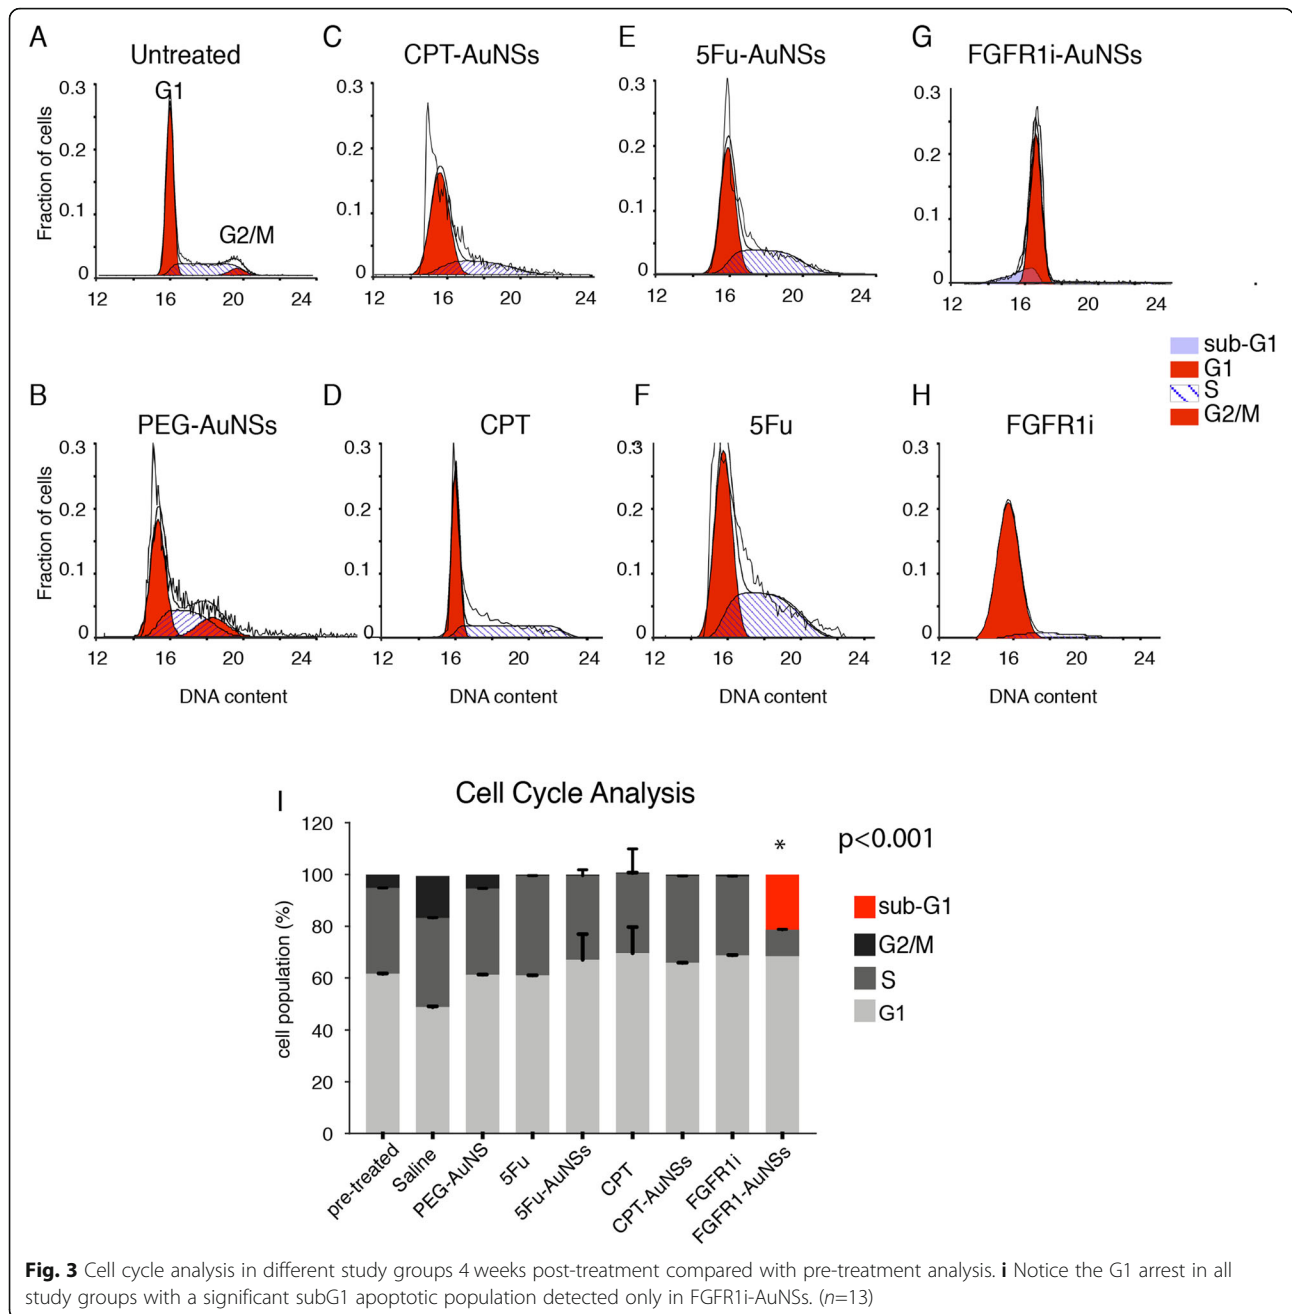 A
Untreated
G1
G2/M
Fraction of cells
0.3
0.2
0.1
0
12 16 20 24
C
CPT-AuNSs
0.3
0.2
0.1
0
12 16 20 24
E
5Fu-AuNSs
0.3
0.2
0.1
0
12 16 20 24
G
FGFR1i-AuNSs
0.3
0.2
0.1
0
12 16 20 24
sub-G1
G1
S
G2/M
B
PEG-AuNSs
Fraction of cells
0.3
0.2
0.1
0
12 16 20 24
DNA content
D
CPT
0.3
0.2
0.1
0
12 16 20 24
DNA content
F
5Fu
0.3
0.2
0.1
0
12 16 20 24
DNA content
H
FGFR1i
0.3
0.2
0.1
0
12 16 20 24
DNA content
I
Cell Cycle Analysis
cell population (%)
120
100
80
60
40
20
0
*
p<0.001
sub-G1
G2/M
S
G1
pre-treated
Saline
PEG-AuNS
5Fu
5Fu-AuNSs
CPT
CPT-AuNSs
FGFR1i
FGFR1-AuNSs
Fig. 3 Cell cycle analysis in different study groups 4 weeks post-treatment compared with pre-treatment analysis. i Notice the G1 arrest in all
study groups with a significant subG1 apoptotic population detected only in FGFR1i-AuNSs. (n=13)